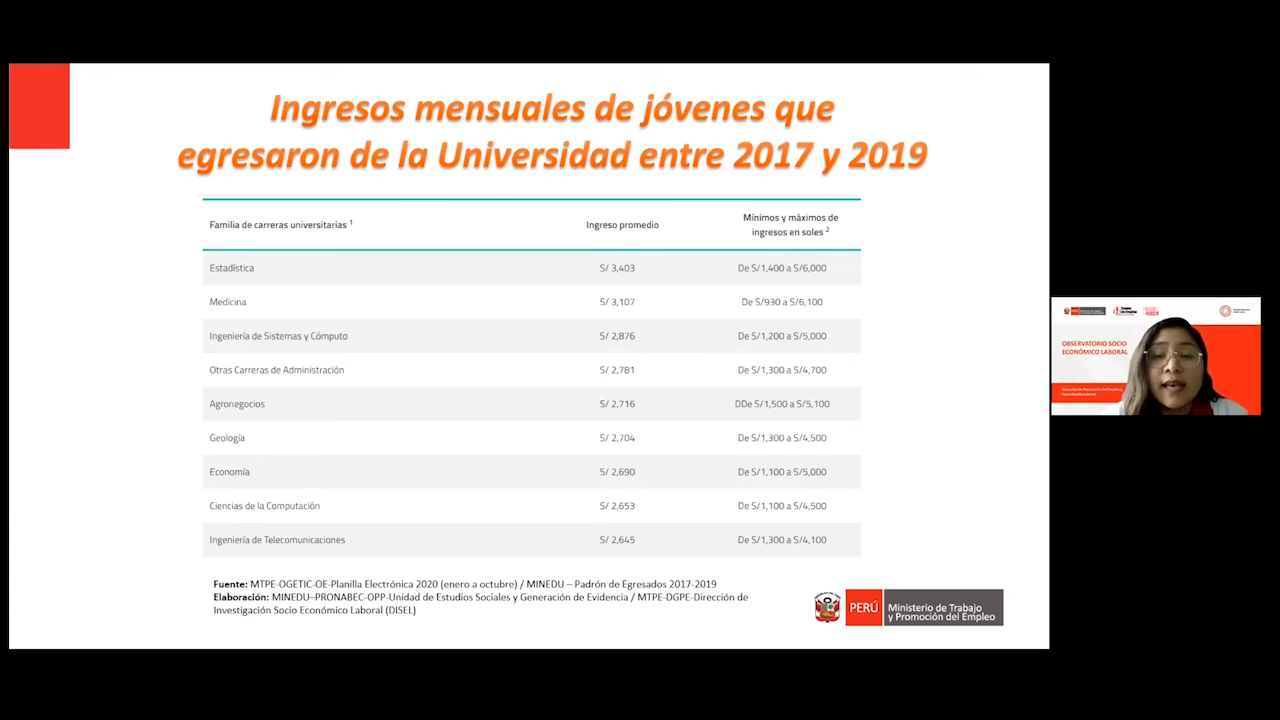 Ingresos mensuales de jóvenes que
egresaron de la Universidad entre 2017 y 2019
Familia de carreras universitarias 1
Ingreso promedio
Mínimos y máximos de
ingresos en soles 2
Estadística S/ 3,403 De S/1,400 a S/6,000
Medicina S/ 3,107 De S/930 a S/6,100
Ingeniería de Sistemas y Cómputo S/ 2,876 De S/1,200 a S/5,000
Otras Carreras de Administración S/ 2,781 De S/1,300 a S/4,700
Agronegocios S/ 2,716 DDe S/1,500 a S/5,100
Geología S/ 2,704 De S/1,300 a S/4,500
Economía S/ 2,690 De S/1,100 a S/5,000
Ciencias de la Computación S/ 2,653 De S/1,100 a S/4,500
Ingeniería de Telecomunicaciones S/ 2,645 De S/1,300 a S/4,100
Fuente: MTPE-OGETIC-OE-Planilla Electrónica 2020 (enero a octubre) / MINEDU – Padrón de Egresados 2017-2019
Elaboración: MINEDU–PRONABEC-OPP-Unidad de Estudios Sociales y Generación de Evidencia / MTPE-DGPE-Dirección de
Investigación Socio Económico Laboral (DISEL)
PERÚ
Ministerio de Trabajo
y Promoción del Empleo
OBSERVATORIO SOCIO
ECONÓMICO LABORAL